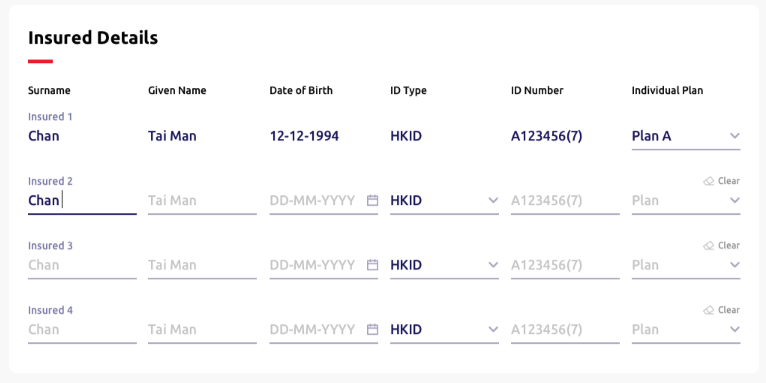 Insured Details
Surname Given Name Date of Birth ID Type ID Number Individual Plan
Insured 1
Chan Tai Man 12-12-1994 HKID A123456(7) Plan A
Insured 2 Clear
Chan Tai Man DD-MM-YYYY HKID A123456(7) Plan
Insured 3 Clear
Chan Tai Man DD-MM-YYYY HKID A123456(7) Plan
Insured 4 Clear
Chan Tai Man DD-MM-YYYY HKID A123456(7) Plan